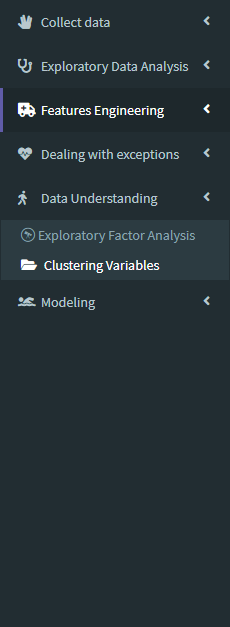 Collect data
Exploratory Data Analysis
Features Engineering
Dealing with exceptions
Data Understanding
Exploratory Factor Analysis
Clustering Variables
Modeling